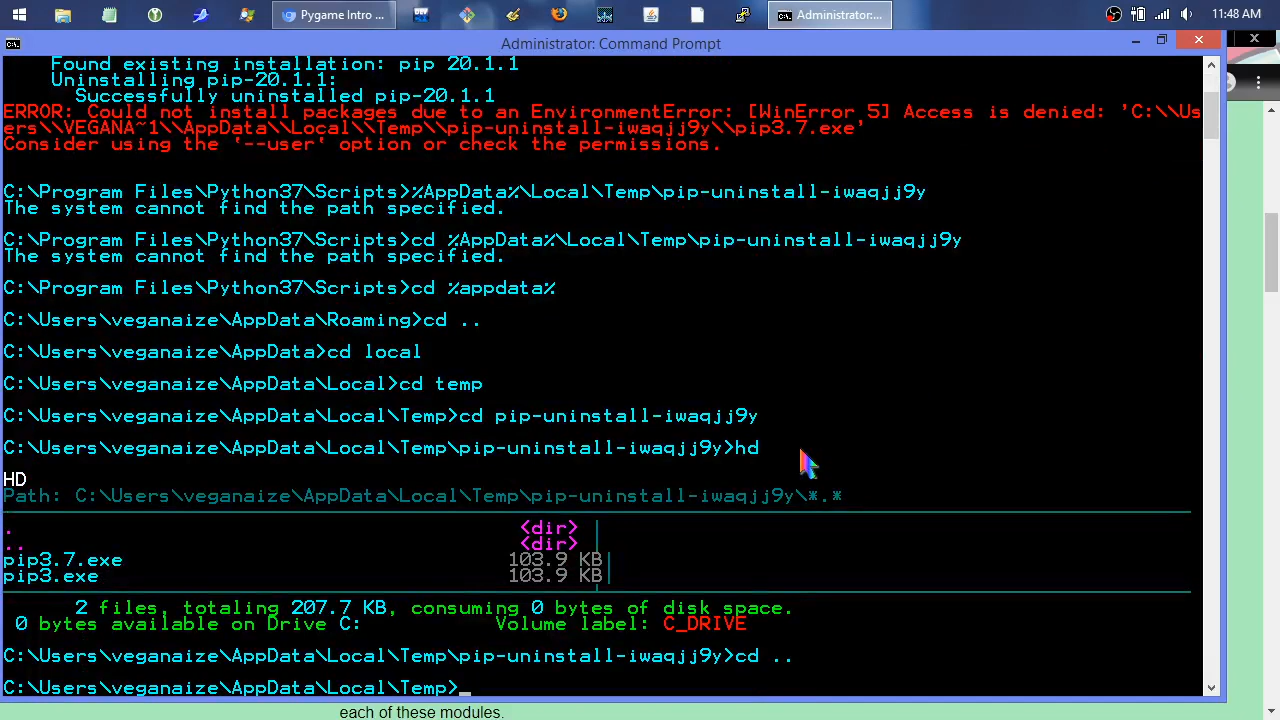 Pygame Intro ...
Administrator:...
11:48 AM
Administrator: Command Prompt
Found existing installation: pip 20.1.1
Uninstalling pip-20.1.1:
Successfully uninstalled pip-20.1.1
ERROR: Could not install packages due to an EnvironmentError: [WinError 5] Access is denied: 'C:\\Us
ers\\VEGANA~1\\AppData\\Local\\Temp\\pip-uninstall-iwaqjj9y\\pip3.7.exe'
Consider using the `--user` option or check the permissions.
C:\Program Files\Python37\Scripts>%AppData%\Local\Temp\pip-uninstall-iwaqjj9y
The system cannot find the path specified.
C:\Program Files\Python37\Scripts>cd %AppData%\Local\Temp\pip-uninstall-iwaqjj9y
The system cannot find the path specified.
C:\Program Files\Python37\Scripts>cd %appdata%
C:\Users\veganaize\AppData\Roaming>cd ..
C:\Users\veganaize\AppData>cd local
C:\Users\veganaize\AppData\Local>cd temp
C:\Users\veganaize\AppData\Local\Temp>cd pip-uninstall-iwaqjj9y
C:\Users\veganaize\AppData\Local\Temp\pip-uninstall-iwaqjj9y>hd
HD
Path: C:\Users\veganaize\AppData\Local\Temp\pip-uninstall-iwaqjj9y\*.*
. <dir>
.. <dir>
pip3.7.exe 103.9 KB
pip3.exe 103.9 KB
2 files, totaling 207.7 KB, consuming 0 bytes of disk space.
0 bytes available on Drive C: Volume label: C_DRIVE
C:\Users\veganaize\AppData\Local\Temp\pip-uninstall-iwaqjj9y>cd ..
C:\Users\veganaize\AppData\Local\Temp>_
each of these modules.